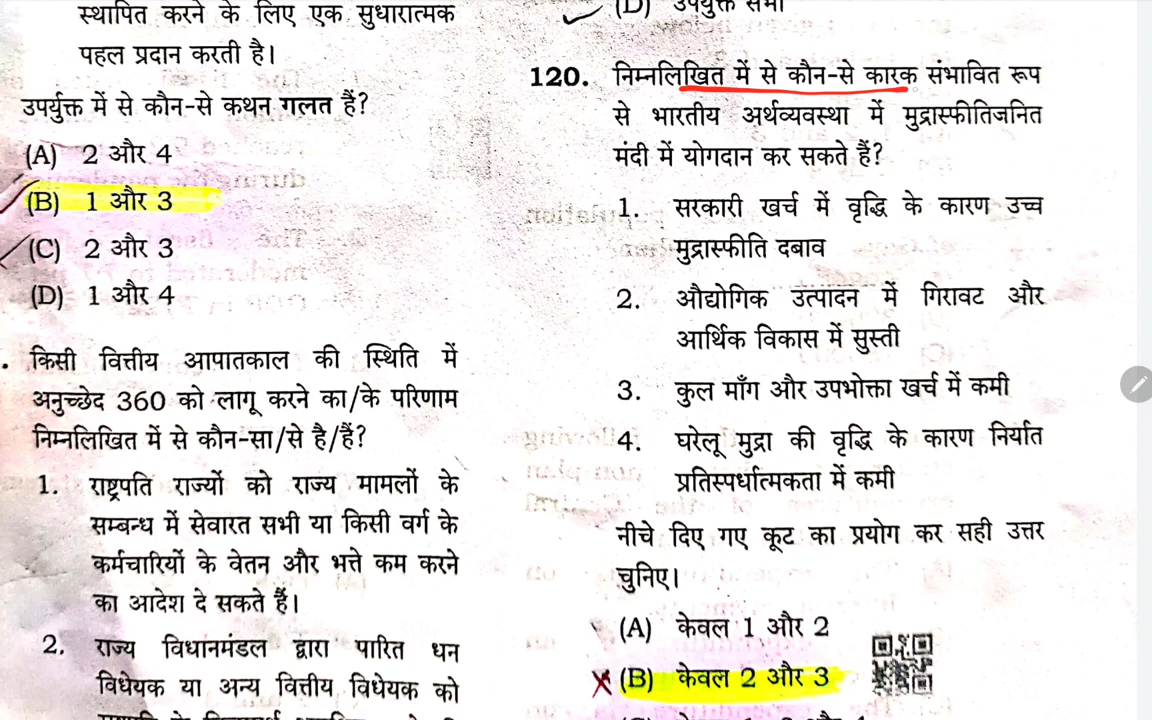 स्थापित करने के लिए एक सुधारात्मक
पहल प्रदान करती है।
उपर्युक्त में से कौन-से कथन गलत हैं?
(A) 2 और 4
(B) 1 और 3
(C) 2 और 3
(D) 1 और 4
किसी वित्तीय आपातकाल की स्थिति में
अनुच्छेद 360 को लागू करने का/के परिणाम
निम्नलिखित में से कौन-सा/से है/हैं?
1. राष्ट्रपति राज्यों को राज्य मामलों के
सम्बन्ध में सेवारत सभी या किसी वर्ग के
कर्मचारियों के वेतन और भत्ते कम करने
का आदेश दे सकते हैं।
2. राज्य विधानमंडल द्वारा पारित धन
विधेयक या अन्य वित्तीय विधेयक को
(D) उपर्युक्त सभी
120. निम्नलिखित में से कौन-से कारक संभावित रूप
से भारतीय अर्थव्यवस्था में मुद्रास्फीतिजनित
मंदी में योगदान कर सकते हैं?
1. सरकारी खर्च में वृद्धि के कारण उच्च
मुद्रास्फीति दबाव
2. औद्योगिक उत्पादन में गिरावट और
आर्थिक विकास में सुस्ती
3. कुल माँग और उपभोक्ता खर्च में कमी
4. घरेलू मुद्रा की वृद्धि के कारण निर्यात
प्रतिस्पर्धात्मकता में कमी
नीचे दिए गए कूट का प्रयोग कर सही उत्तर
चुनिए।
(A) केवल 1 और 2
(B) केवल 2 और 3